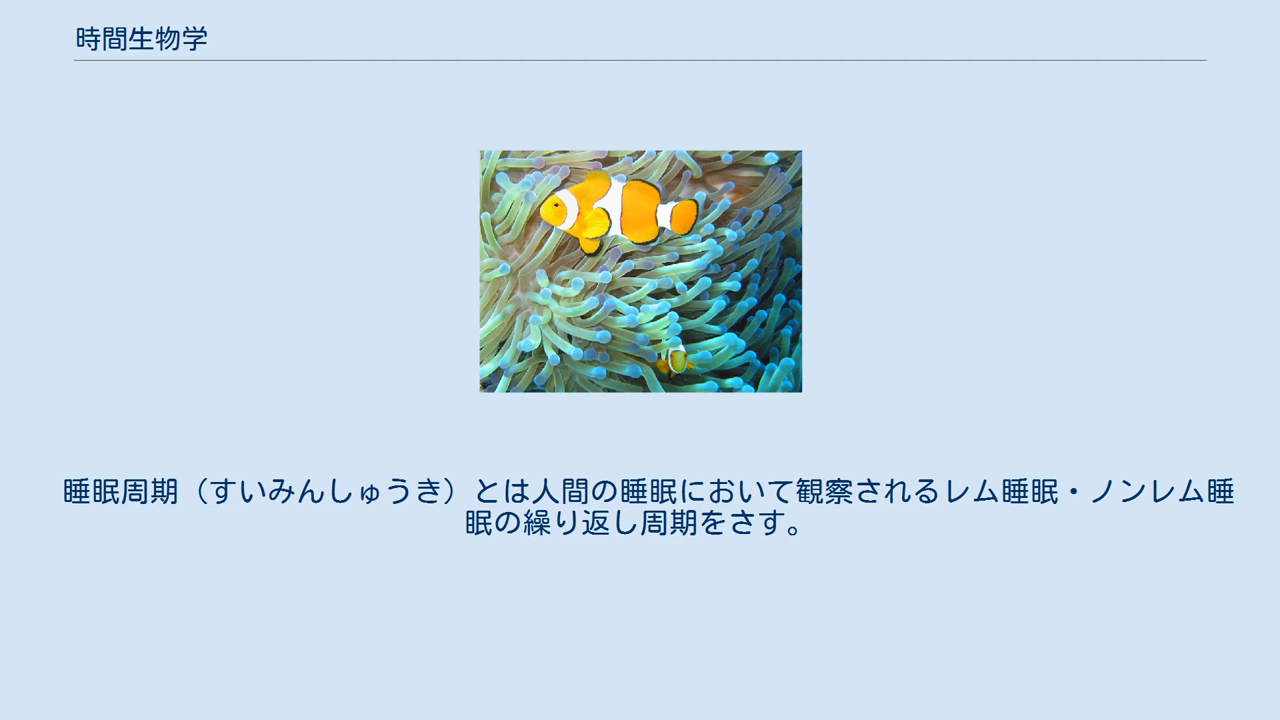 時間生物学
睡眠周期（すいみんしゅうき）とは人間の睡眠において観察されるレム睡眠・ノンレム睡
眠の繰り返し周期をさす。